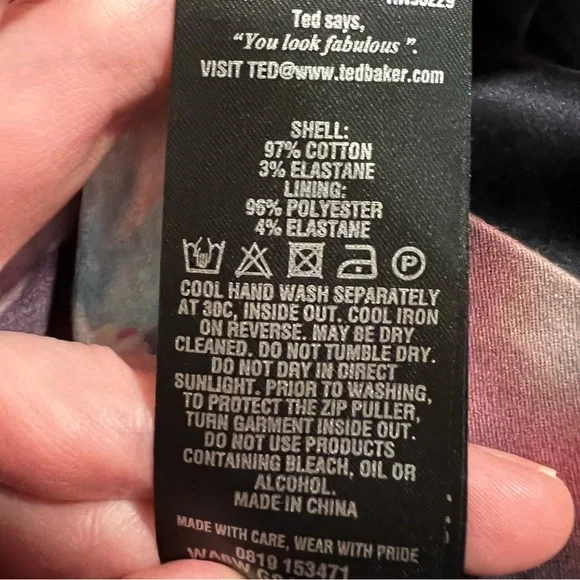 Ted says,
"You look fabulous".
VISIT TED@www.tedbaker.com
SHELL:
97% COTTON
3% ELASTANE
LINING:
96% POLYESTER
4% ELASTANE
P
COOL HAND WASH SEPARATELY
AT 30C, INSIDE OUT. COOL IRON
ON REVERSE. MAY BE DRY
CLEANED. DO NOT TUMBLE DRY.
DO NOT DRY IN DIRECT
SUNLIGHT. PRIOR TO WASHING,
TO PROTECT THE ZIP PULLER,
TURN GARMENT INSIDE OUT.
DO NOT USE PRODUCTS
CONTAINING BLEACH, OIL OR
ALCOHOL.
MADE IN CHINA
MADE WITH CARE, WEAR WITH PRIDE
0819 153471